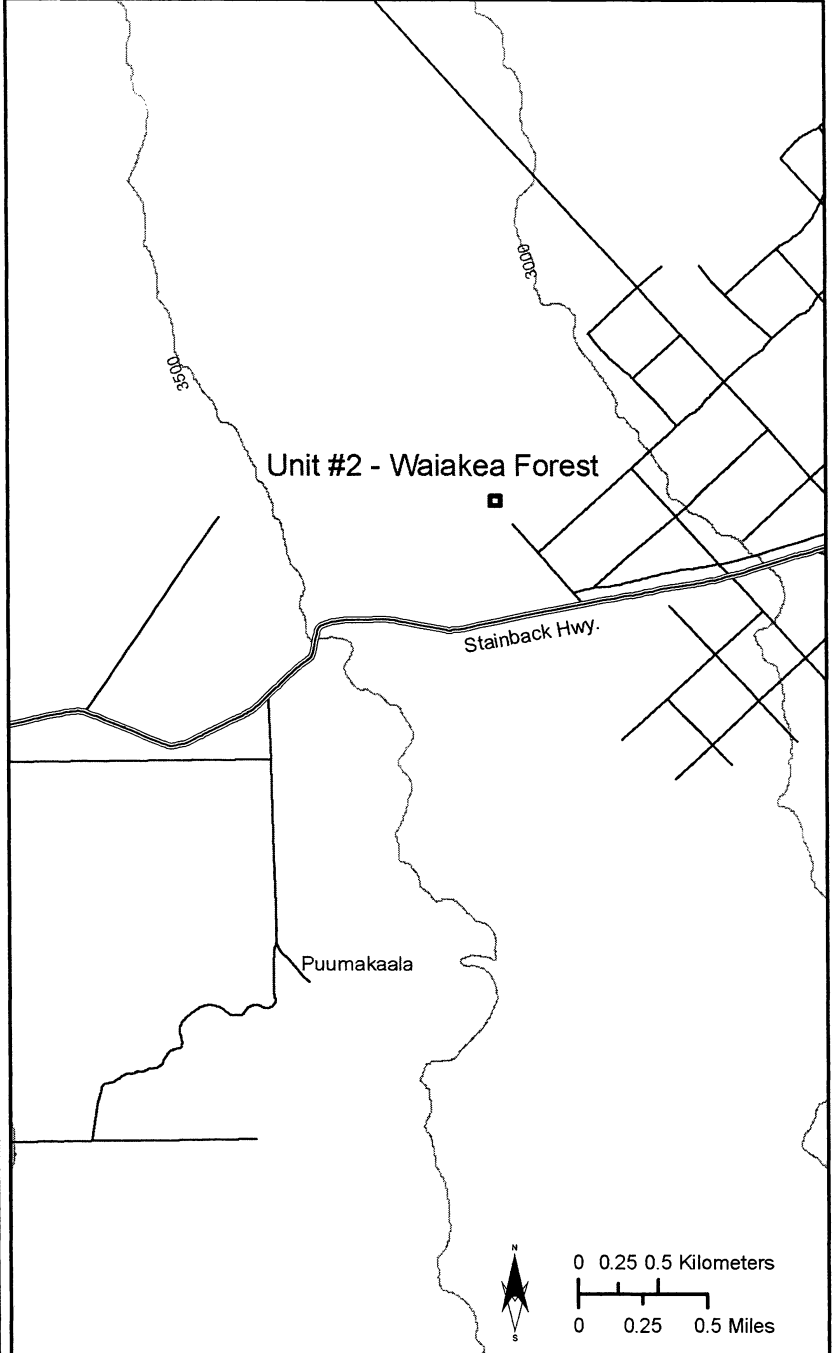 3000
3500
Unit #2 - Waiakea Forest
Stainback Hwy.
Puumakaala
N
S
0 0.25 0.5 Kilometers
0 0.25 0.5 Miles